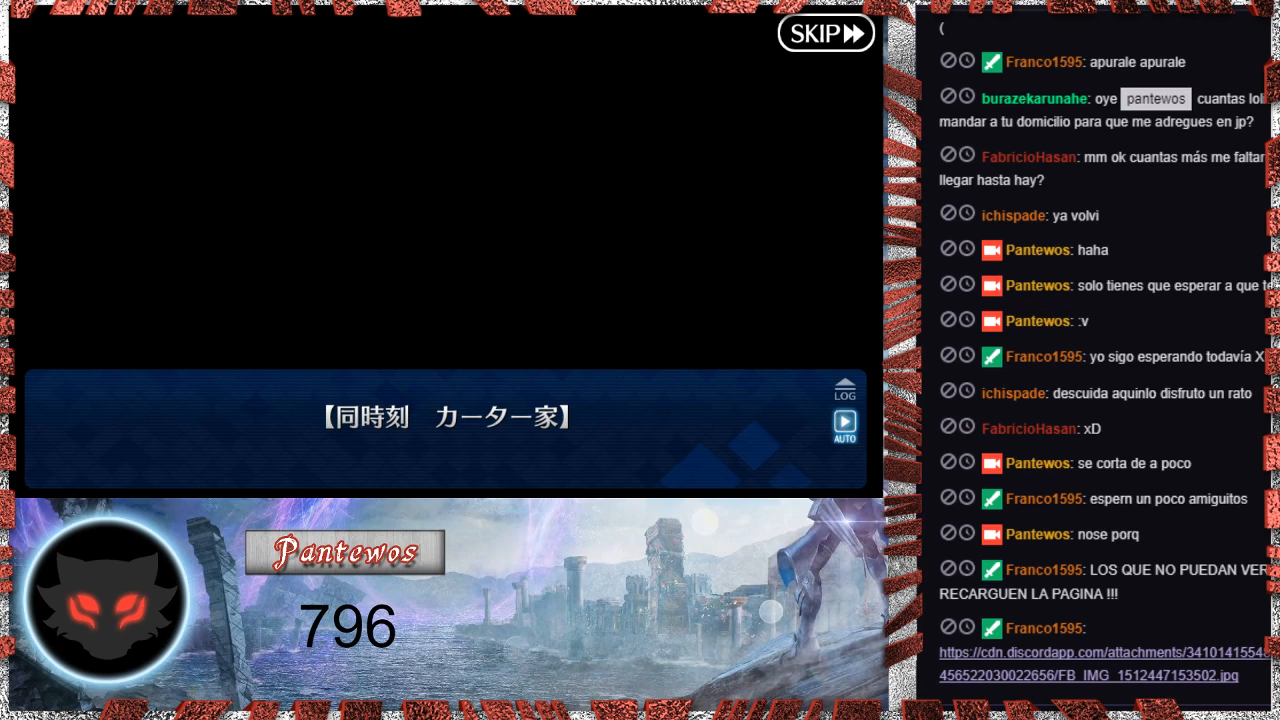 SKIP
LOG
AUTO
【同時刻　カーター家】
Pantewos
796
(
Franco1595: apurale apurale
burazekarunahe: oye pantewos cuantas
mandar a tu domicilio para que me adregues en jp?
FabricioHasan: mm ok cuantas más me
llegar hasta hay?
ichispade: ya volvi
Pantewos: haha
Pantewos: solo tienes que esperar a que
Pantewos: :v
Franco1595: yo sigo esperando todavía
ichispade: descuida aquinlo disfruto un rato
FabricioHasan: xD
Pantewos: se corta de a poco
Franco1595: espern un poco amiguitos
Pantewos: nose porq
Franco1595: LOS QUE NO PUEDAN VER
RECARGUEN LA PAGINA !!!
Franco1595:
https://cdn.discordapp.com/attachments/3410141554
456522030022656/FB_IMG_1512447153502.jpg